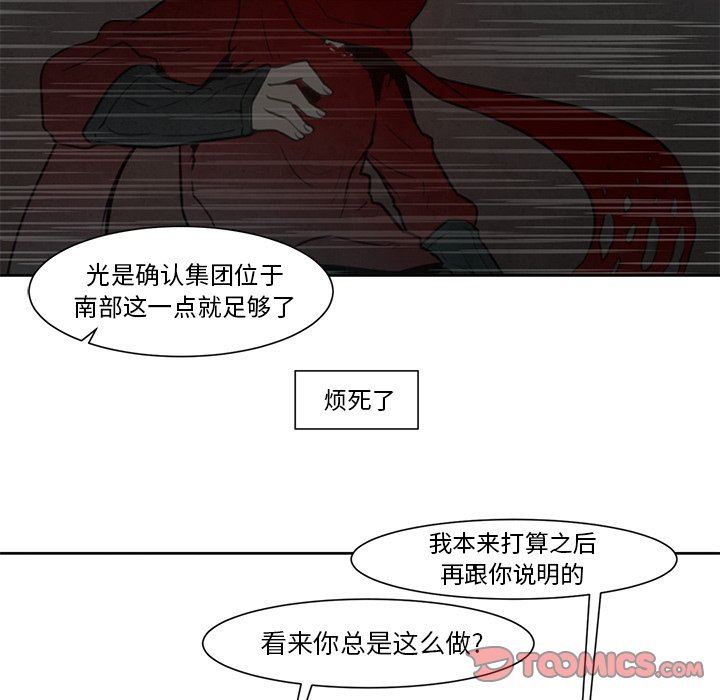 光是确认集团位于
南部这一点就足够了
烦死了
我本来打算之后
再跟你说明的
看来你总是这么做?
TOOMICS.COM